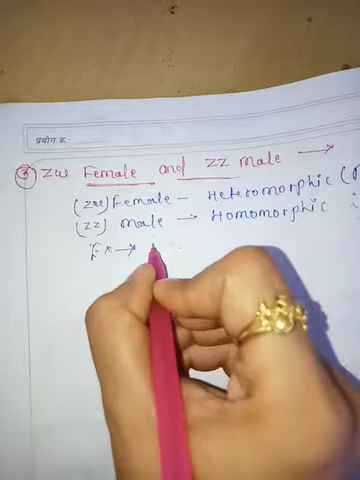 प्रयोग क्र.
③ ZW Female and ZZ male →
(ZW) Female - Heteromorphic (
(ZZ) Male → Homomorphic
Ex →